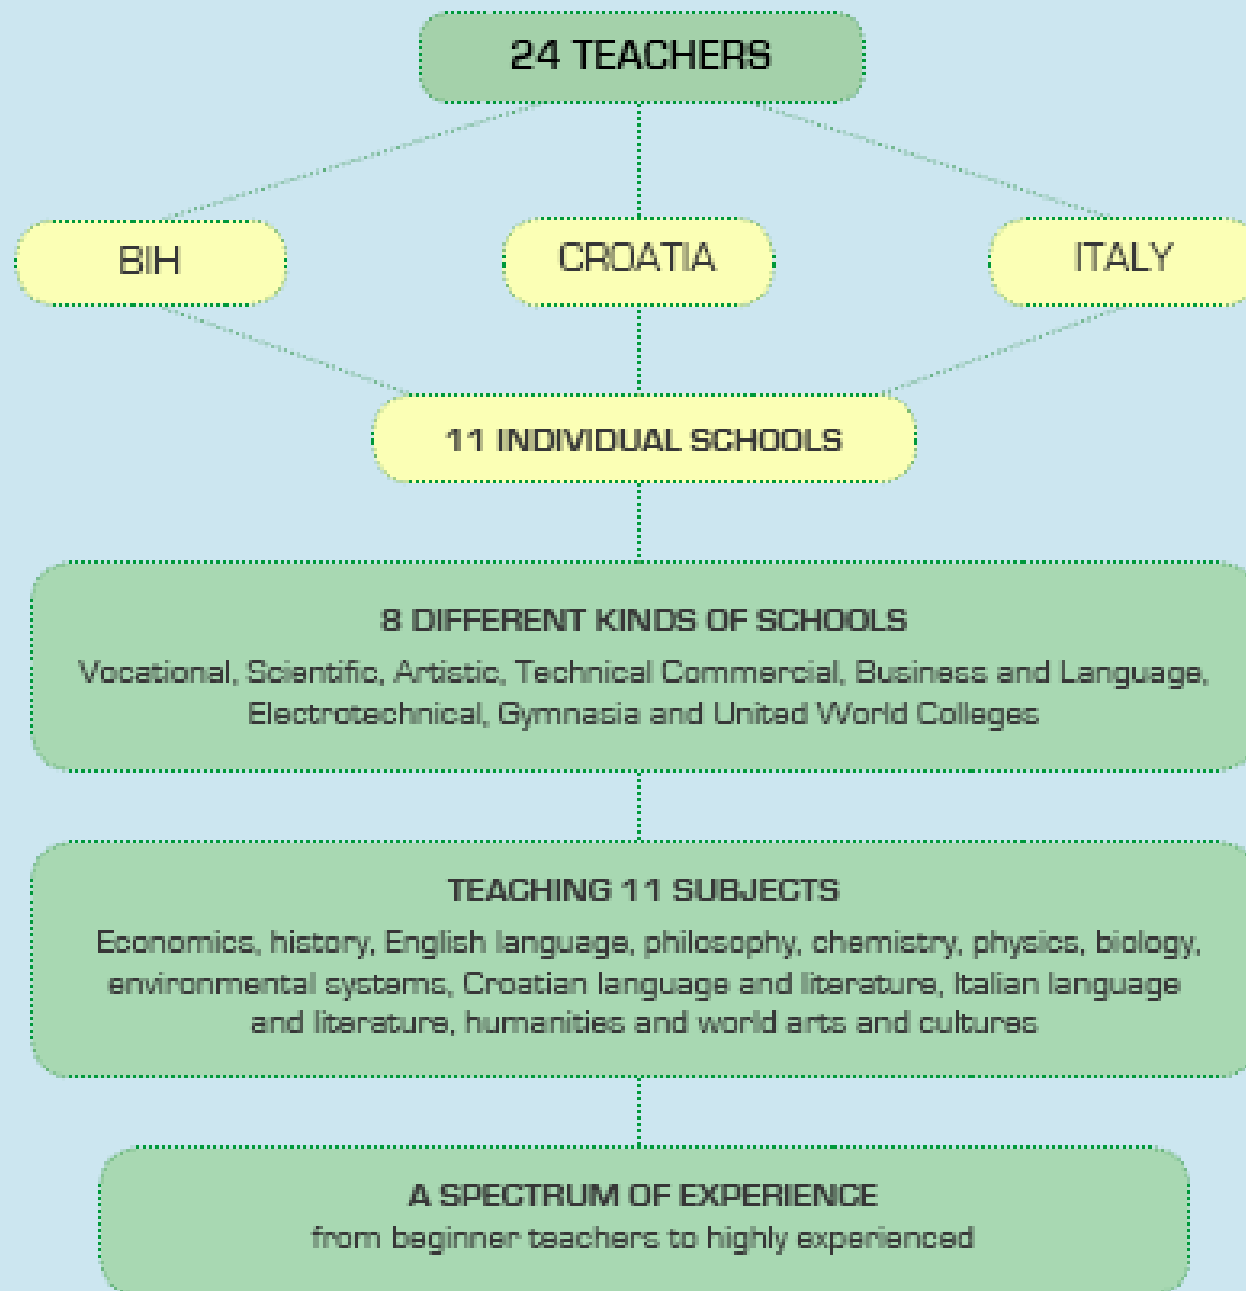 24 TEACHERS
BIH
CROATIA
ITALY
11 INDIVIDUAL SCHOOLS
8 DIFFERENT KINDS OF SCHOOLS
Vocational, Scientific, Artistic, Technical Commercial, Business and Language,
Electrotechnical, Gymnasia and United World Colleges
TEACHING 11 SUBJECTS
Economics, history, English language, philosophy, chemistry, physics, biology,
environmental systems, Croatian language and literature, Italian language
and literature, humanities and world arts and cultures
A SPECTRUM OF EXPERIENCE
from beginner teachers to highly experienced